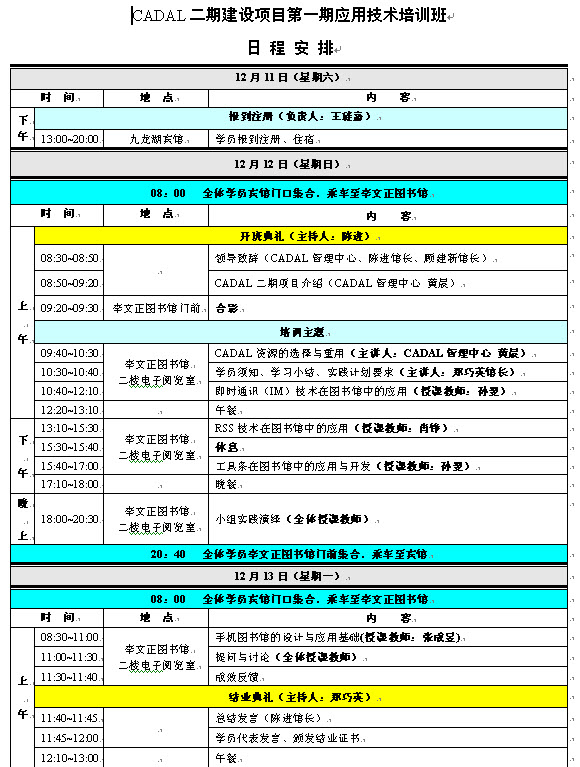 CADAL 二期建设项目第一期应用技术培训班
日 程 安 排
12 月 11 日（星期六）
时 间 地 点 内 容
下午
报到注册（负责人：王
13:00~20:00 九龙湖宾馆 学员报到注册、住宿
12 月 12 日（星期日）
08：00 全体学员宾馆门口集合，乘车至李文正图书馆
时 间 地 点 内 容
上午
开班典礼（主持人：陈进）
08:30~08:50 领导致辞（CADAL 管理中心、陈进馆长、顾建新馆长）
08:50~09:20 CADAL 二期项目介绍（CADAL 管理中心 黄晨）
09:20~09:30 李文正图书馆门前 合影
培训主题
09:40~10:30 李文正图书馆 CADAL 资源的选择与重用（主讲人：CADAL 管理中心 黄晨）
10:30~10:40 二楼电子阅览室 学员须知、学习小结、实践计划要求（主讲人：郑巧英馆长）
10:40~12:10 即时通讯（IM）技术在图书馆中的应用（授课教师：孙翌）
12:20~13:10 午餐
下午
13:10~15:30 李文正图书馆 RSS 技术在图书馆中的应用（授课教师：肖铮）
15:30~15:40 二楼电子阅览室 休息
15:40~17:00 工具条在图书馆中的应用与开发（授课教师：孙翌）
17:10~18:00 晚餐
晚上
18:00~20:30 李文正图书馆 小组实践演绎（全体授课教师）
二楼电子阅览室
20：40 全体学员李文正图书馆门前集合，乘车至宾馆
12 月 13 日（星期一）
08：00 全体学员宾馆门口集合，乘车至李文正图书馆
时 间 地 点 内 容
上午
08:30~11:00 李文正图书馆 手机图书馆的设计与应用基础(授课教师：张成昱)
11:00~11:30 二楼电子阅览室 提问与讨论（全体授课教师）
11:30~11:40 成效反馈
结业典礼（主持人：郑巧英）
11:40~11:45 总结发言（陈进馆长）
11:45~12:00 学员代表发言、颁发结业证书
12:10~13:00 午餐